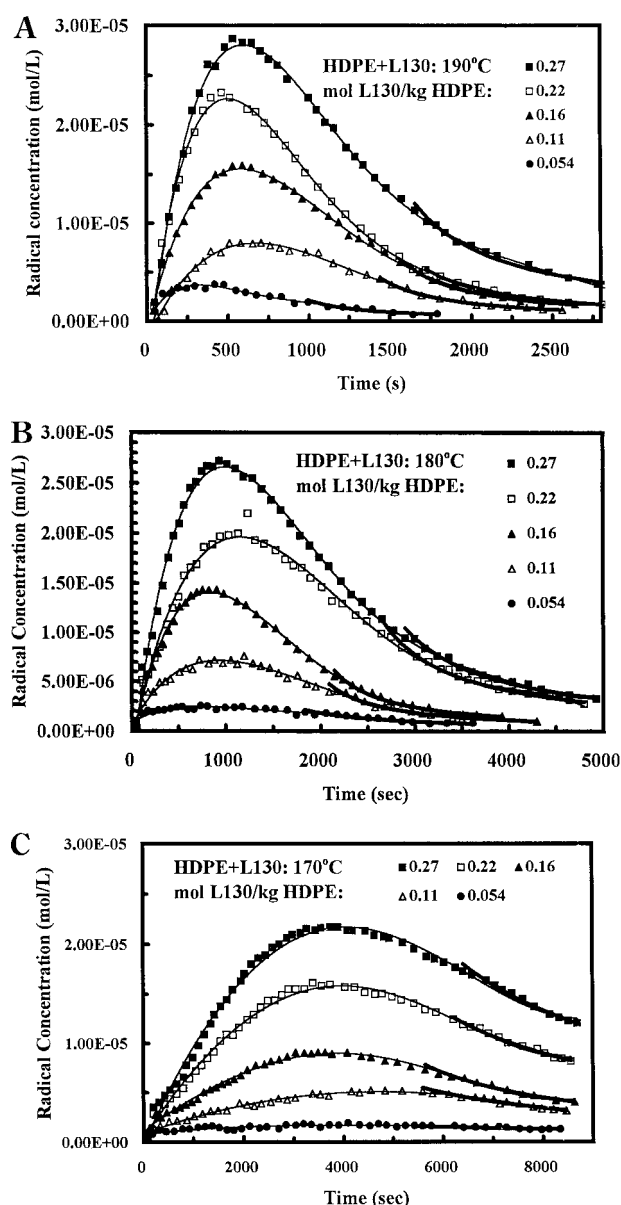 A
3.00E-05
HDPE+L130: 190°C
mol L130/kg HDPE:
0.27
0.22
0.16
0.11
0.054
2.00E-05
1.00E-05
0.00E+00
Radical concentration (mol/L)
0 500 1000 1500 2000 2500
Time (s)
B
3.00E-05
HDPE+L130: 180°C
mol L130/kg HDPE:
0.27
0.22
0.16
0.11
0.054
2.50E-05
2.00E-05
1.50E-05
1.00E-05
5.00E-06
0.00E+00
Radical Concentration (mol/L)
0 1000 2000 3000 4000 5000
Time (sec)
C
3.00E-05
HDPE+L130: 170°C
mol L130/kg HDPE:
0.27 0.22 0.16
0.11 0.054
2.00E-05
1.00E-05
0.00E+00
Radical Concentration (mol/L)
0 2000 4000 6000 8000
Time (sec)